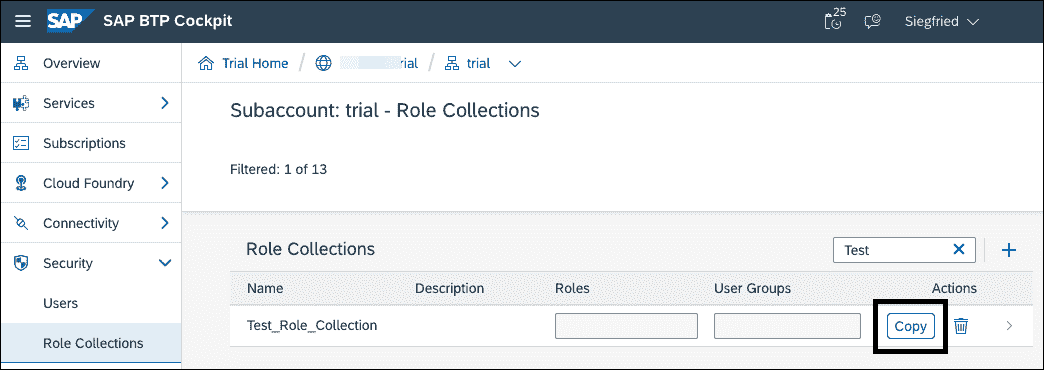 SAP SAP BTP Cockpit 25 Siegfried
Overview
Services
Subscriptions
Cloud Foundry
Connectivity
Security
Users
Role Collections
Trial Home / rial / trial
Subaccount: trial - Role Collections
Filtered: 1 of 13
Role Collections Test
Name Description Roles User Groups Actions
Test_Role_Collection Copy